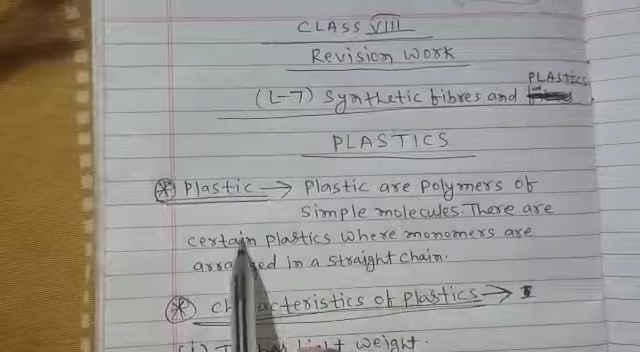 CLASS VIII
Revision work
(L-7) Synthetic fibres and PLASTICS
PLASTICS
* Plastic → Plastic are polymers of
simple molecules. There are
certain plastics where monomers are
arranged in a straight chain.
* Characteristics of plastics →
(i) light weight.